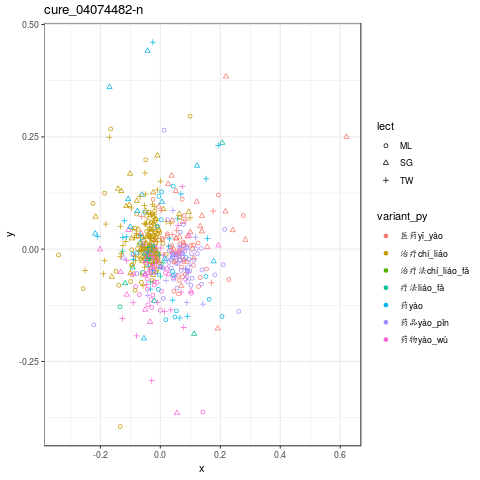 cure_04074482-n
0.50
0.25
0.00
-0.25
y
-0.2
0.0
0.2
0.4
0.6
x
lect
ML
SG
TW
variant_py
医药yī_yào
治疗chí_liáo
治疗法chí_liáo_fǎ
疗法liáo_fǎ
药yào
药品yào_pǐn
药物yào_wù